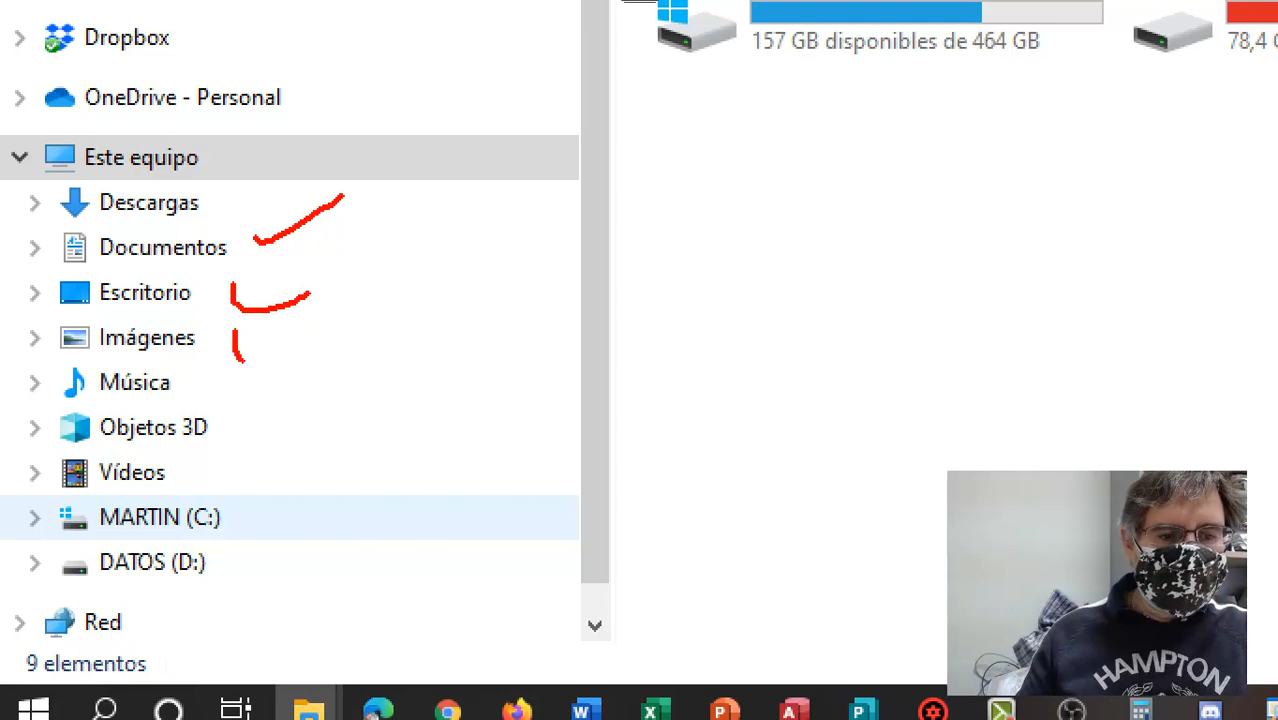 Dropbox
157 GB disponibles de 464 GB
78,4
OneDrive - Personal
Este equipo
Descargas
Documentos
Escritorio
Imágenes
Música
Objetos 3D
Vídeos
MARTIN (C:)
DATOS (D:)
Red
9 elementos
HAMPTON